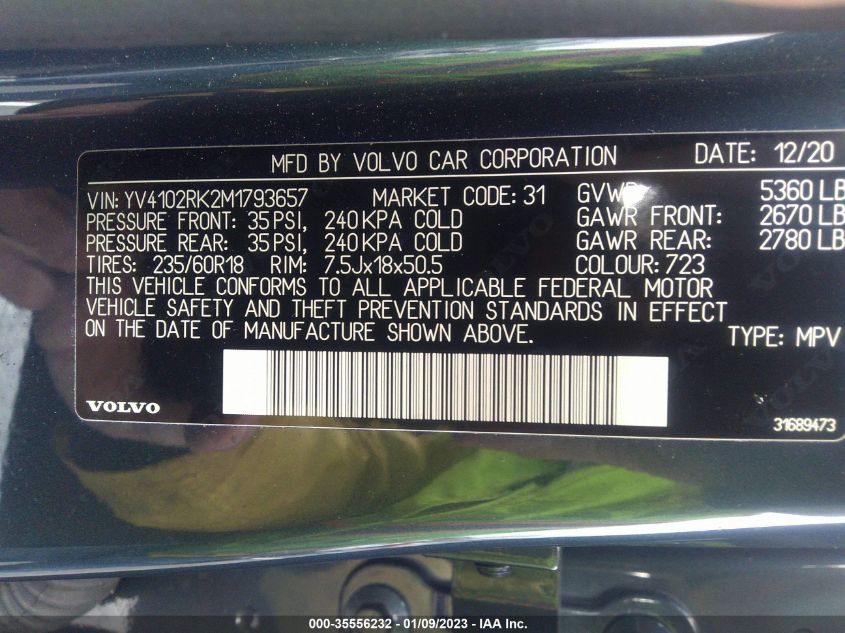 MFD BY VOLVO CAR CORPORATION DATE: 12/20
VIN: YV4102RK2M1793657 MARKET CODE: 31 GVWR 5360 LB
PRESSURE FRONT: 35 PSI, 240 KPA COLD GAWR FRONT: 2670 LB
PRESSURE REAR: 35 PSI, 240 KPA COLD GAWR REAR: 2780 LB
TIRES: 235/60R18 RIM: 7.5Jx18x50.5 COLOUR: 723
THIS VEHICLE CONFORMS TO ALL APPLICABLE FEDERAL MOTOR
VEHICLE SAFETY AND THEFT PREVENTION STANDARDS IN EFFECT
ON THE DATE OF MANUFACTURE SHOWN ABOVE. TYPE: MPV
VOLVO 31689473
000-35556232 - 01/09/2023 - IAA Inc.